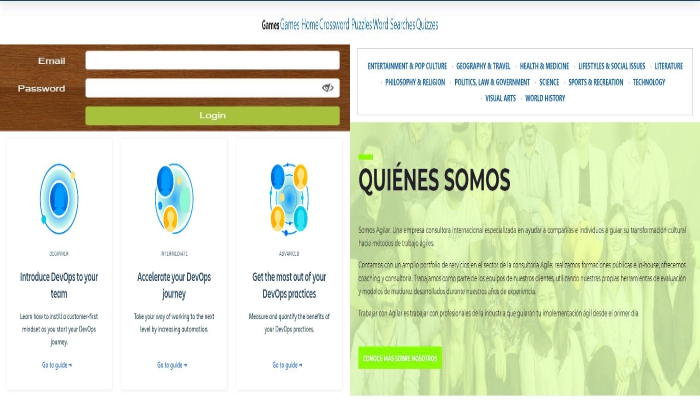 Games Games Home Crossword Puzzles Word Searches Quizzes
Email
Password
Login
ENTERTAINMENT & POP CULTURE · GEOGRAPHY & TRAVEL · HEALTH & MEDICINE · LIFESTYLES & SOCIAL ISSUES · LITERATURE
· PHILOSOPHY & RELIGION · POLITICS, LAW & GOVERNMENT · SCIENCE · SPORTS & RECREATION · TECHNOLOGY
· VISUAL ARTS · WORLD HISTORY
BEGINNER
Introduce DevOps to your
team
Learn how to instill a customer-first
mindset as you start your DevOps
journey.
Go to guide →
INTERMEDIATE
Accelerate your DevOps
journey
Take your way of working to the next
level by increasing automation.
Go to guide →
ADVANCED
Get the most out of your
DevOps practices
Measure and quantify the benefits of
your DevOps practices.
Go to guide →
QUIÉNES SOMOS
Somos Agilar. Una empresa consultora internacional especializada en ayudar a compañías e individuos a guiar su transformación cultural
hacia métodos de trabajo ágiles.
Contamos con un amplio portfolio de servicios en el sector de la consultoría Agile: realizamos formaciones públicas e in-house, ofrecemos
coaching y consultoría. Trabajamos como parte de los equipos de nuestros clientes, utilizando nuestras propias herramientas de evaluación
y modelos de madurez desarrollados durante nuestros años de experiencia.
Trabajar con Agilar es trabajar con profesionales de la industria que guiarán tu implementación ágil desde el primer día.
CONOCE MÁS SOBRE NOSOTROS